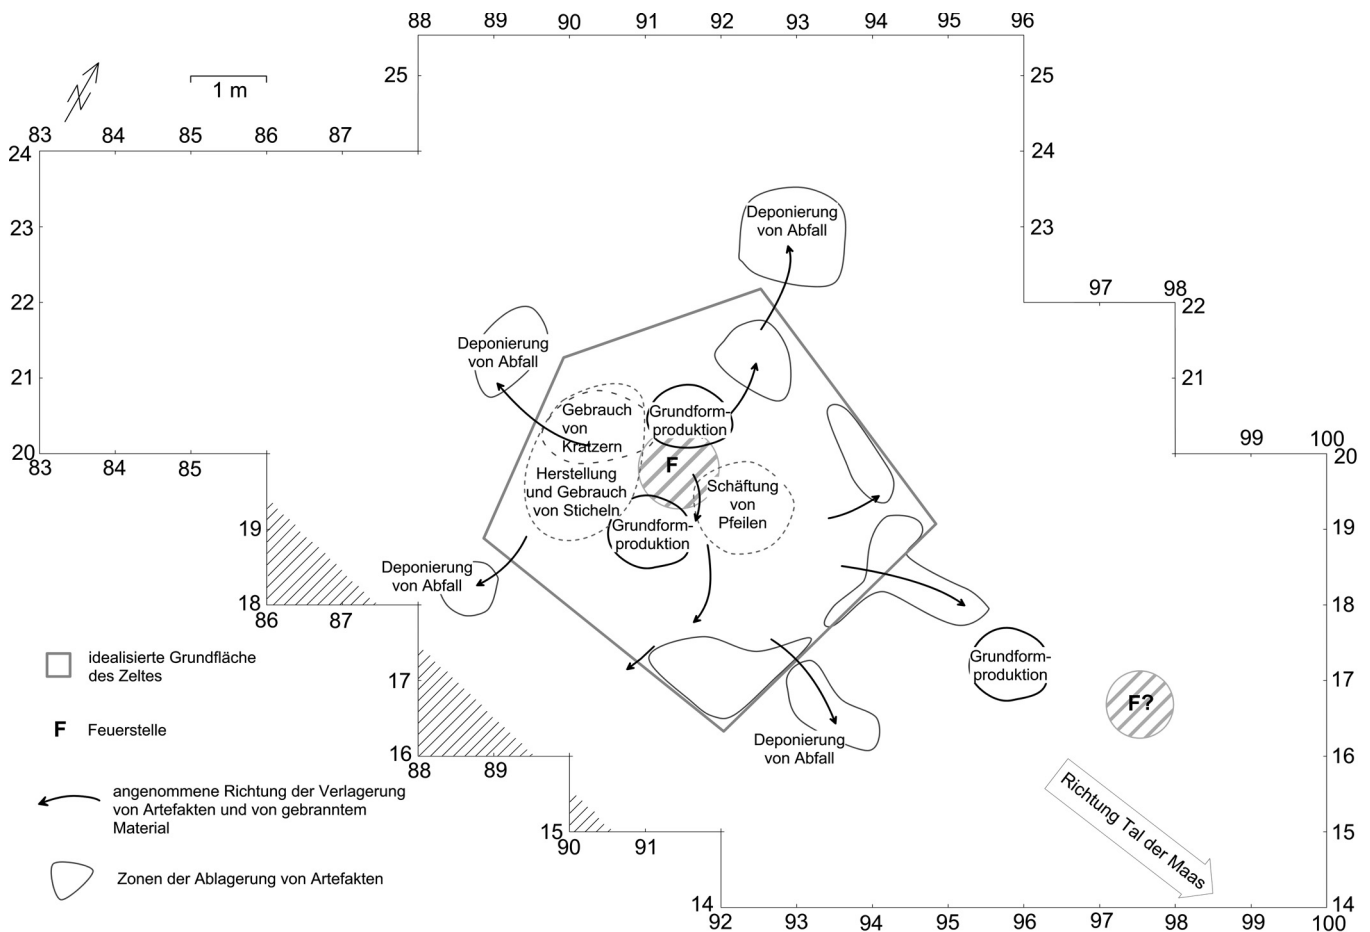 88 89 90 91 92 93 94 95 96
25 25
1 m
83 84 85 86 87
24 24
Deponierung
von Abfall
23 23
97 98
22 22
Deponierung
von Abfall
21 21
Gebrauch
von
Kratzern
Grundform-
produktion
99 100
20 20
83 84 85
F
Herstellung
und Gebrauch
von Sticheln
Schäftung
von
Pfeilen
Grundform-
produktion
19 19
Deponierung
von Abfall
18 18
86 87
idealisierte Grundfläche
des Zeltes
Grundform-
produktion
17 17
F?
F Feuerstelle
Deponierung
von Abfall
16 16
88 89
angenommene Richtung der Verlagerung
von Artefakten und von gebranntem
Material
Richtung Tal der Maas
15 15
90 91
Zonen der Ablagerung von Artefakten
14 14
92 93 94 95 96 97 98 99 100